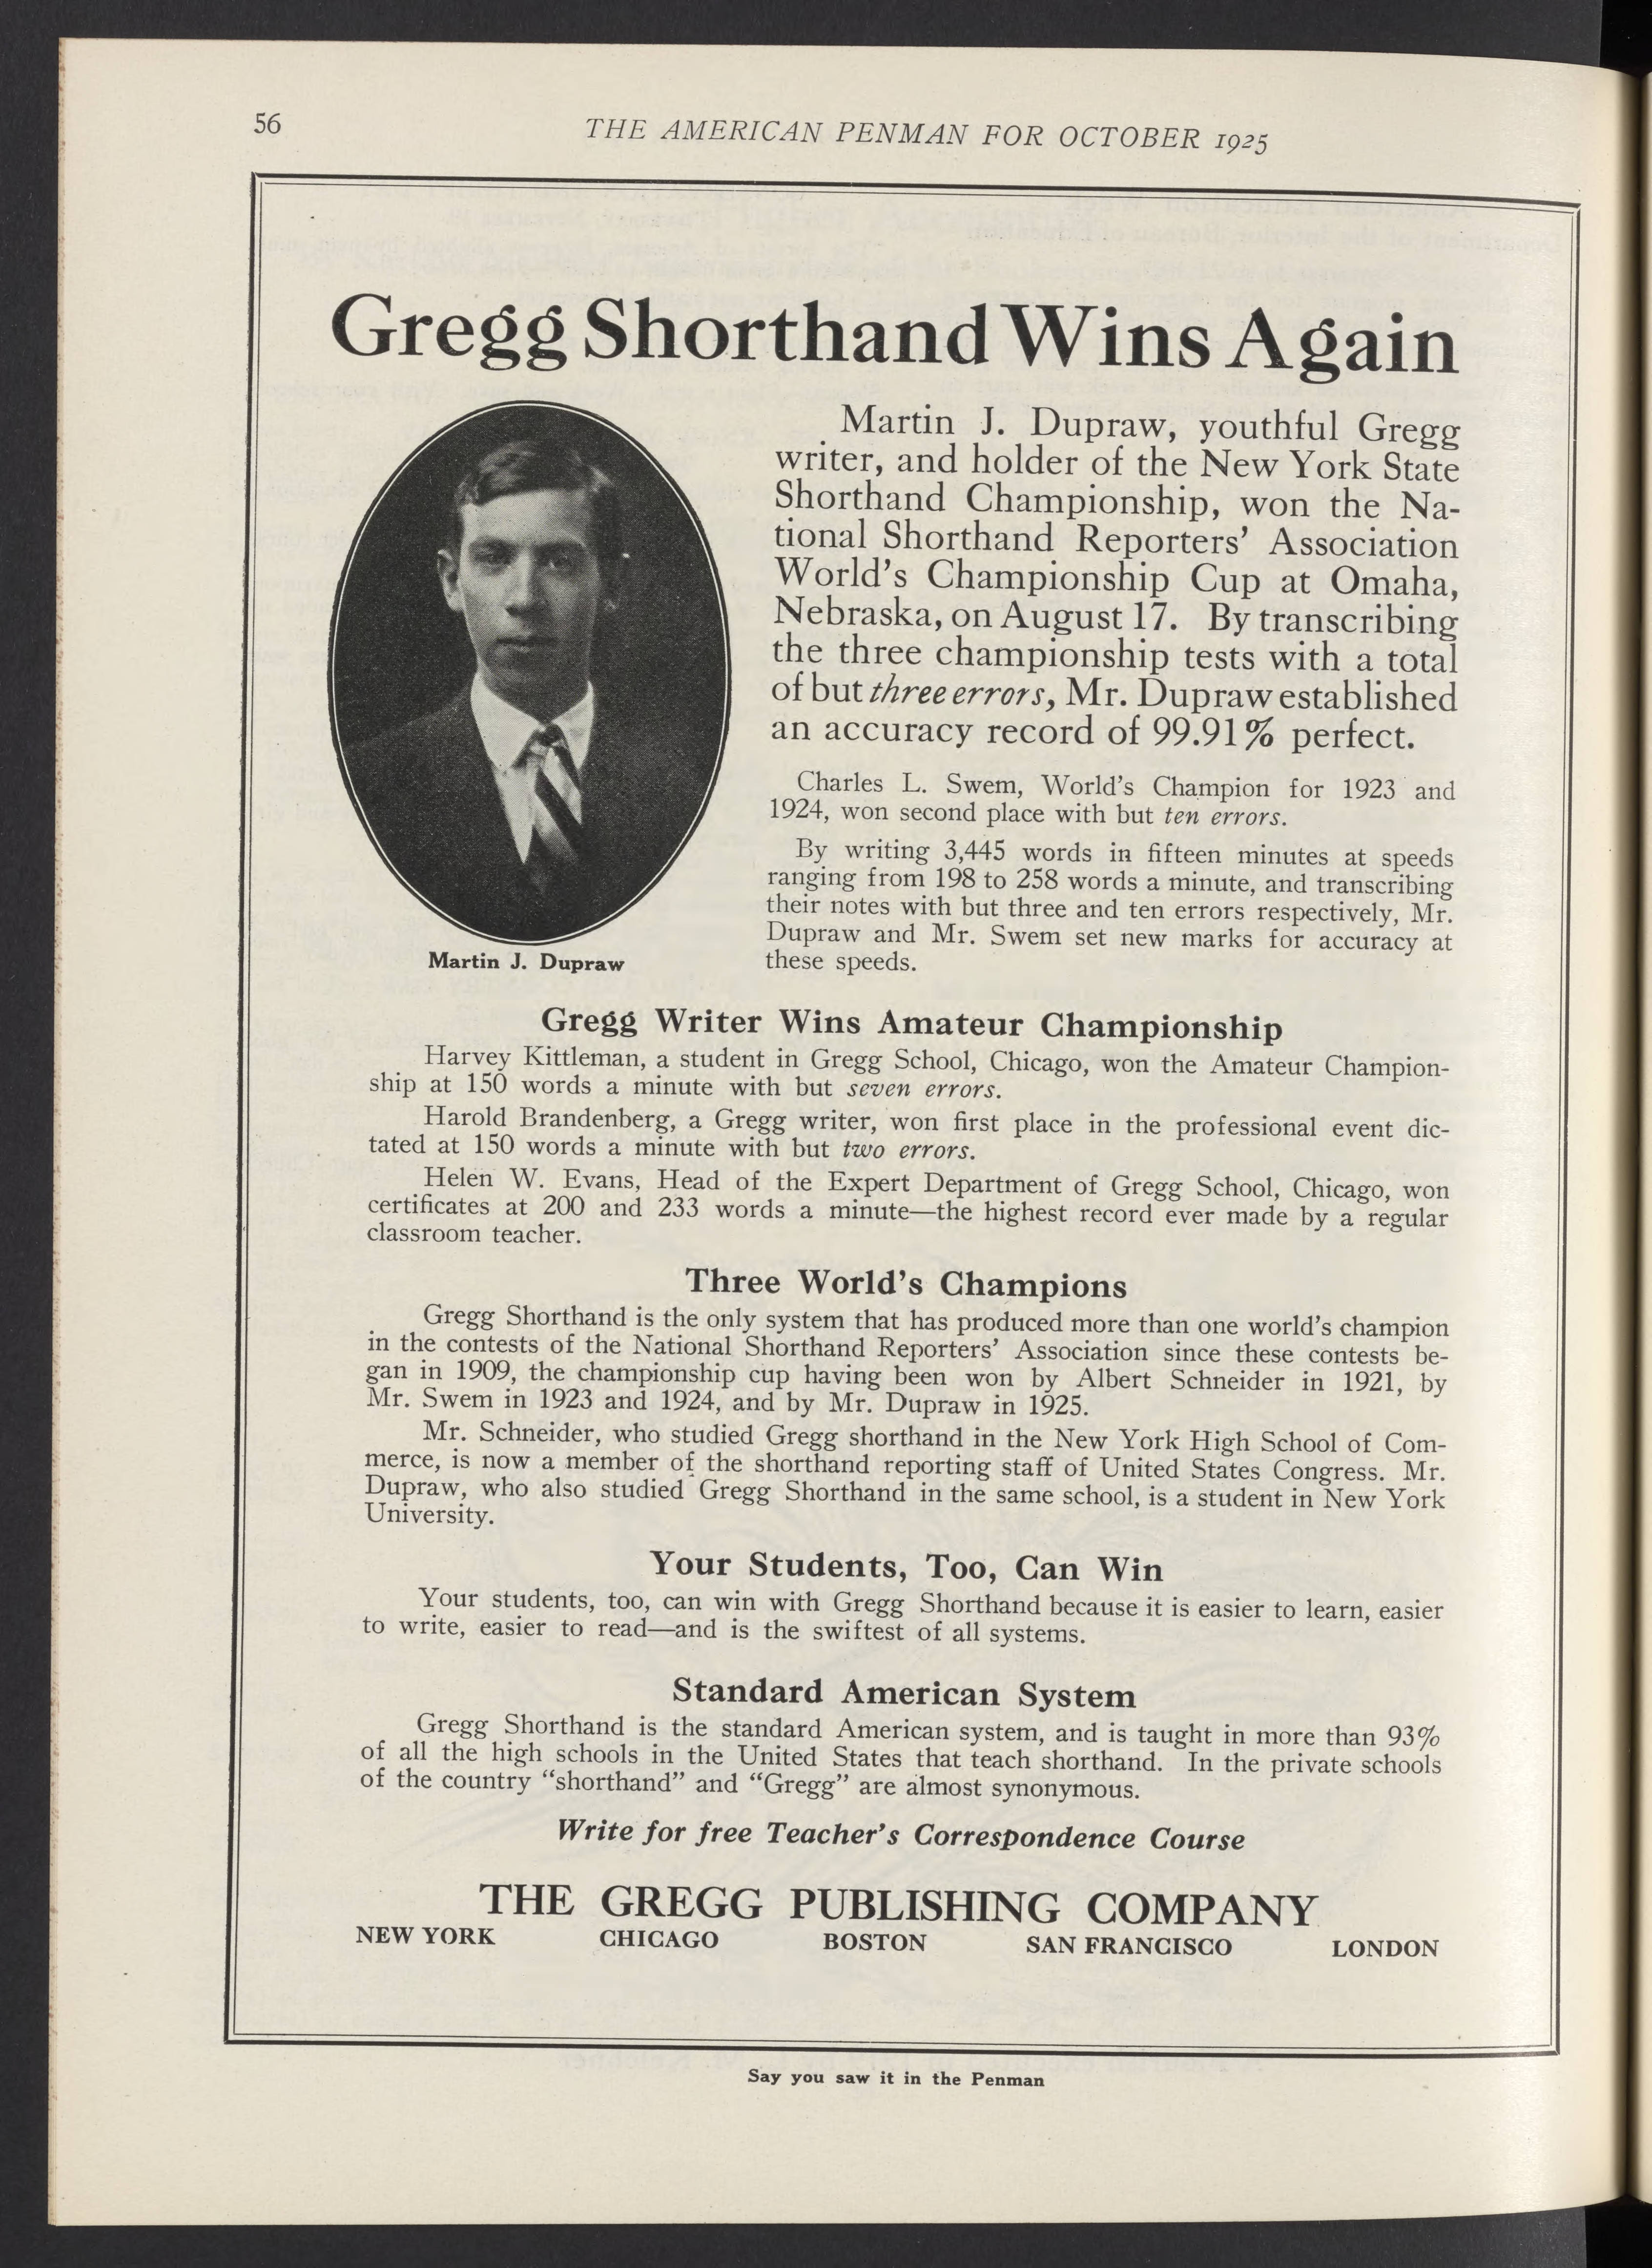 56
THE AMERICAN PENMAN FOR OCTOBER 1925
Gregg Shorthand Wins Again
Martin J. Dupraw, youthful Gregg
writer, and holder of the New York State
Shorthand Championship, won the Na-
tional Shorthand Reporters' Association
World's Championship Cup at Omaha,
Nebraska, on August 17. By transcribing
the three championship tests with a total
of but three errors, Mr. Dupraw established
an accuracy record of 99.91% perfect.
Charles L. Swem, World's Champion for 1923 and
1924, won second place with but ten errors.
By writing 3,445 words in fifteen minutes at speeds
ranging from 198 to 258 words a minute, and transcribing
their notes with but three and ten errors respectively, Mr.
Dupraw and Mr. Swem set new marks for accuracy at
these speeds.
Martin J. Dupraw
Gregg Writer Wins Amateur Championship
Harvey Kittleman, a student in Gregg School, Chicago, won the Amateur Champion-
ship at 150 words a minute with but seven errors.
Harold Brandenberg, a Gregg writer, won first place in the professional event dic-
tated at 150 words a minute with but two errors.
Helen W. Evans, Head of the Expert Department of Gregg School, Chicago, won
certificates at 200 and 233 words a minute—the highest record ever made by a regular
classroom teacher.
Three World's Champions
Gregg Shorthand is the only system that has produced more than one world's champion
in the contests of the National Shorthand Reporters' Association since these contests be-
gan in 1909, the championship cup having been won by Albert Schneider in 1921, by
Mr. Swem in 1923 and 1924, and by Mr. Dupraw in 1925.
Mr. Schneider, who studied Gregg shorthand in the New York High School of Com-
merce, is now a member of the shorthand reporting staff of United States Congress. Mr.
Dupraw, who also studied Gregg Shorthand in the same school, is a student in New York
University.
Your Students, Too, Can Win
Your students, too, can win with Gregg Shorthand because it is easier to learn, easier
to write, easier to read—and is the swiftest of all systems.
Standard American System
Gregg Shorthand is the standard American system, and is taught in more than 93%
of all the high schools in the United States that teach shorthand. In the private schools
of the country "shorthand" and "Gregg" are almost synonymous.
Write for free Teacher's Correspondence Course
THE GREGG PUBLISHING COMPANY
NEW YORK CHICAGO BOSTON SAN FRANCISCO LONDON
Say you saw it in the Penman